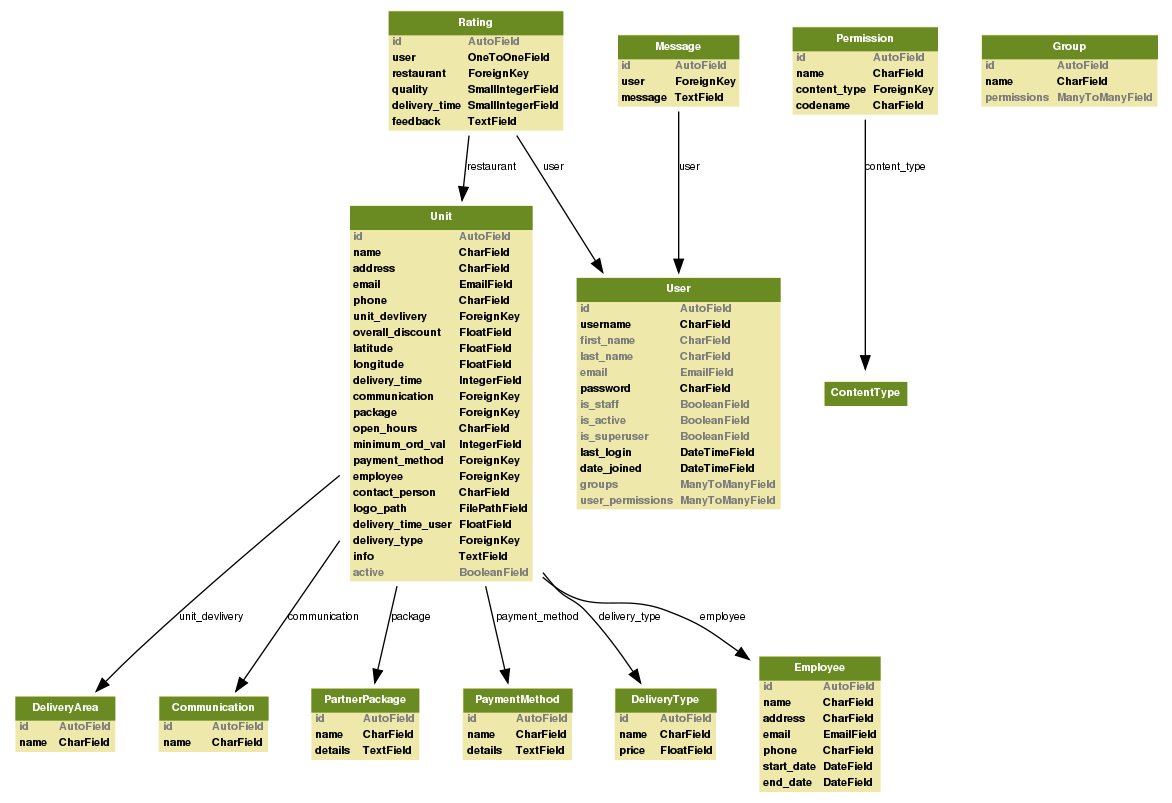 Rating
id AutoField
user OneToOneField
restaurant ForeignKey
quality SmallIntegerField
delivery_time SmallIntegerField
feedback TextField
Message
id AutoField
user ForeignKey
message TextField
Permission
id AutoField
name CharField
content_type ForeignKey
codename CharField
Group
id AutoField
name CharField
permissions ManyToManyField
restaurant
user
user
content_type
Unit
id AutoField
name CharField
address CharField
email EmailField
phone CharField
unit_devlivery ForeignKey
overall_discount FloatField
latitude FloatField
longitude FloatField
delivery_time IntegerField
communication ForeignKey
package ForeignKey
open_hours CharField
minimum_ord_val IntegerField
payment_method ForeignKey
employee ForeignKey
contact_person CharField
logo_path FilePathField
delivery_time_user FloatField
delivery_type ForeignKey
info TextField
active BooleanField
User
id AutoField
username CharField
first_name CharField
last_name CharField
email EmailField
password CharField
is_staff BooleanField
is_active BooleanField
is_superuser BooleanField
last_login DateTimeField
date_joined DateTimeField
groups ManyToManyField
user_permissions ManyToManyField
ContentType
unit_devlivery
communication
package
payment_method
delivery_type
employee
DeliveryArea
id AutoField
name CharField
Communication
id AutoField
name CharField
PartnerPackage
id AutoField
name CharField
details TextField
PaymentMethod
id AutoField
name CharField
details TextField
DeliveryType
id AutoField
name CharField
price FloatField
Employee
id AutoField
name CharField
address CharField
email EmailField
phone CharField
start_date DateField
end_date DateField